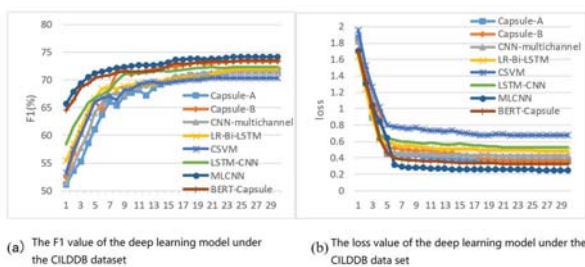 F1(%)
75
70
65
60
55
50
1 3 5 7 9 11 13 15 17 19 21 23 25 27 29
Capsule-A
Capsule-B
CNN-multichannel
LR-Bi-LSTM
CSVM
LSTM-CNN
MLCNN
BERT-Capsule
(a) The F1 value of the deep learning model under
the CILDDB dataset
loss
2
1.8
1.6
1.4
1.2
1
0.8
0.6
0.4
0.2
0
1 3 5 7 9 11 13 15 17 19 21 23 25 27 29
Capsule-A
Capsule-B
CNN-multichannel
LR-Bi-LSTM
CSVM
LSTM-CNN
MLCNN
BERT-Capsule
(b) The loss value of the deep learning model under the
CILDDB data set